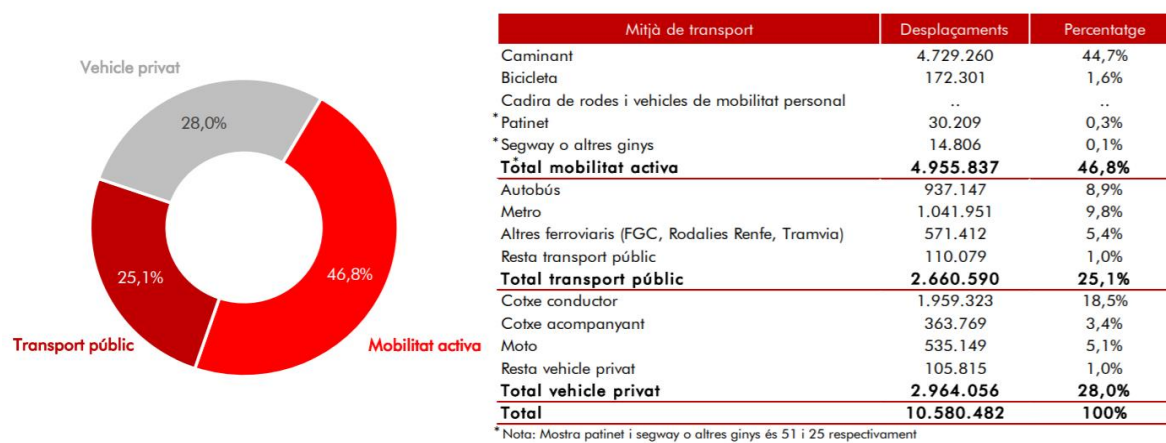 Vehicle privat
28,0%
25,1%
46,8%
Transport públic
Mobilitat activa
Mitjà de transport Desplaçaments Percentatge
Caminant 4.729.260 44,7%
Bicicleta 172.301 1,6%
Cadira de rodes i vehicles de mobilitat personal .. ..
* Patinet 30.209 0,3%
* Segway o altres ginys 14.806 0,1%
* Total mobilitat activa 4.955.837 46,8%
Autobús 937.147 8,9%
Metro 1.041.951 9,8%
Altres ferroviaris (FGC, Rodalies Renfe, Tramvia) 571.412 5,4%
Resta transport públic 110.079 1,0%
Total transport públic 2.660.590 25,1%
Cotxe conductor 1.959.323 18,5%
Cotxe acompanyant 363.769 3,4%
Moto 535.149 5,1%
Resta vehicle privat 105.815 1,0%
Total vehicle privat 2.964.056 28,0%
Total 10.580.482 100%
* Nota: Mostra patinet i segway o altres ginys és 51 i 25 respectivament